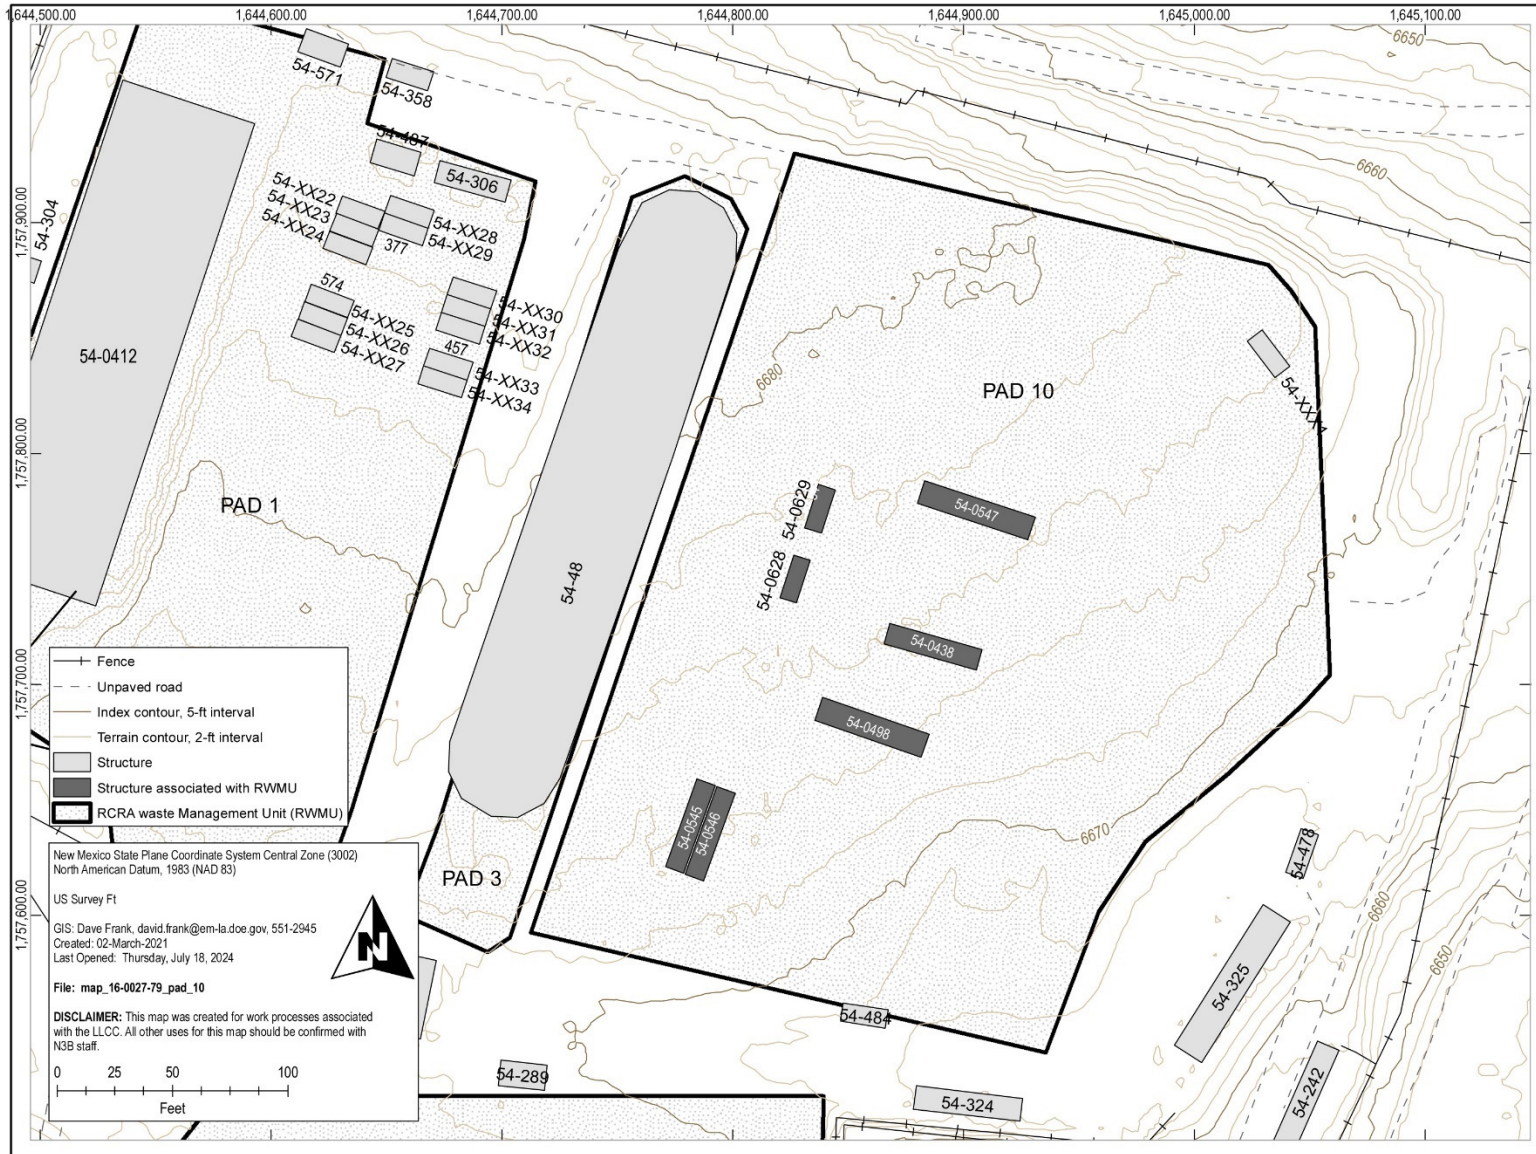 1,644,500.00
1,644,600.00
1,644,700.00
1,644,800.00
1,644,900.00
1,645,000.00
1,645,100.00
1,757,900.00
1,757,800.00
1,757,700.00
1,757,600.00
54-571
54-358
54-487
54-306
54-XX22
54-XX23
54-XX24
377
54-XX28
54-XX29
54-304
574
54-XX25
54-XX26
54-XX27
54-XX30
54-XX31
54-XX32
457
54-XX33
54-XX34
54-0412
PAD 1
54-48
PAD 3
6650
6660
6680
PAD 10
54-XXX1
54-0629
54-0628
54-0547
54-0438
54-0498
54-0545
54-0546
6670
54-478
6660
6650
54-325
54-484
54-289
54-324
54-242
Fence
Unpaved road
Index contour, 5-ft interval
Terrain contour, 2-ft interval
Structure
Structure associated with RWMU
RCRA waste Management Unit (RWMU)
New Mexico State Plane Coordinate System Central Zone (3002)
North American Datum, 1983 (NAD 83)
US Survey Ft
GIS: Dave Frank, david.frank@em-la.doe.gov, 551-2945
Created: 02-March-2021
Last Opened: Thursday, July 18, 2024
File: map_16-0027-79_pad_10
DISCLAIMER: This map was created for work processes associated
with the LLCC. All other uses for this map should be confirmed with
N3B staff.
N
0 25 50 100
Feet